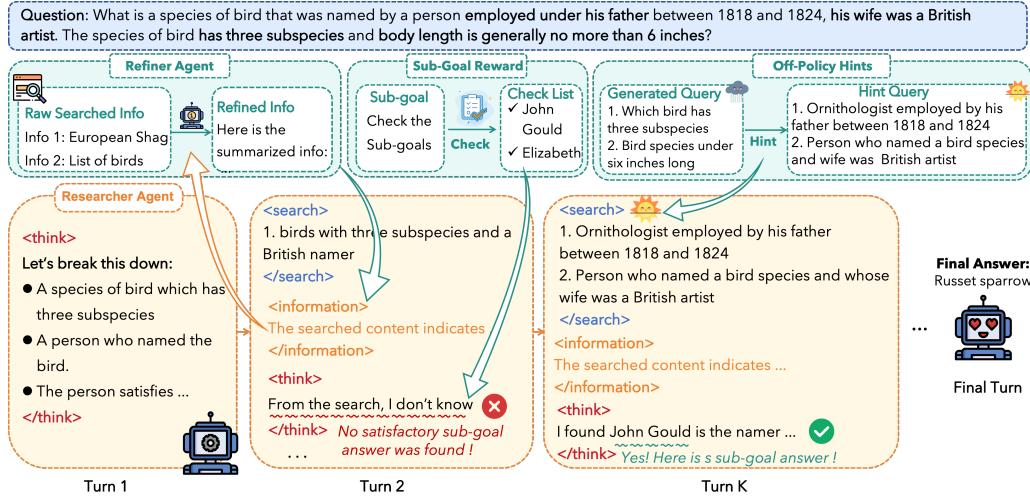 Question: What is a species of bird that was named by a person employed under his father between 1818 and 1824, his wife was a British
artist. The species of bird has three subspecies and body length is generally no more than 6 inches?
Refiner Agent
Raw Searched Info
Info 1: European Shag
Info 2: List of birds
Refined Info
Here is the
summarized info:
...
Sub-Goal Reward
Sub-goal
Check the
Sub-goals
Check
Check List
✓ John
Gould
✓ Elizabeth
Off-Policy Hints
Generated Query
1. Which bird has
three subspecies
2. Bird species under
six inches long
Hint
Hint Query
1. Ornithologist employed by his
father between 1818 and 1824
2. Person who named a bird species
and wife was British artist
Researcher Agent
<think>
Let's break this down:
● A species of bird which has
three subspecies
● A person who named the
bird.
● The person satisfies ...
</think>
Turn 1
<search>
1. birds with three subspecies and a
British namer
</search>
<information>
The searched content indicates
</information>
<think>
From the search, I don't know
</think>
No satisfactory sub-goal
answer was found !
...
Turn 2
<search>
1. Ornithologist employed by his father
between 1818 and 1824
2. Person who named a bird species and whose
wife was a British artist
</search>
<information>
The searched content indicates ...
</information>
<think>
I found John Gould is the namer ...
</think> Yes! Here is s sub-goal answer !
Turn K
...
Final Answer:
Russet sparrow
Final Turn